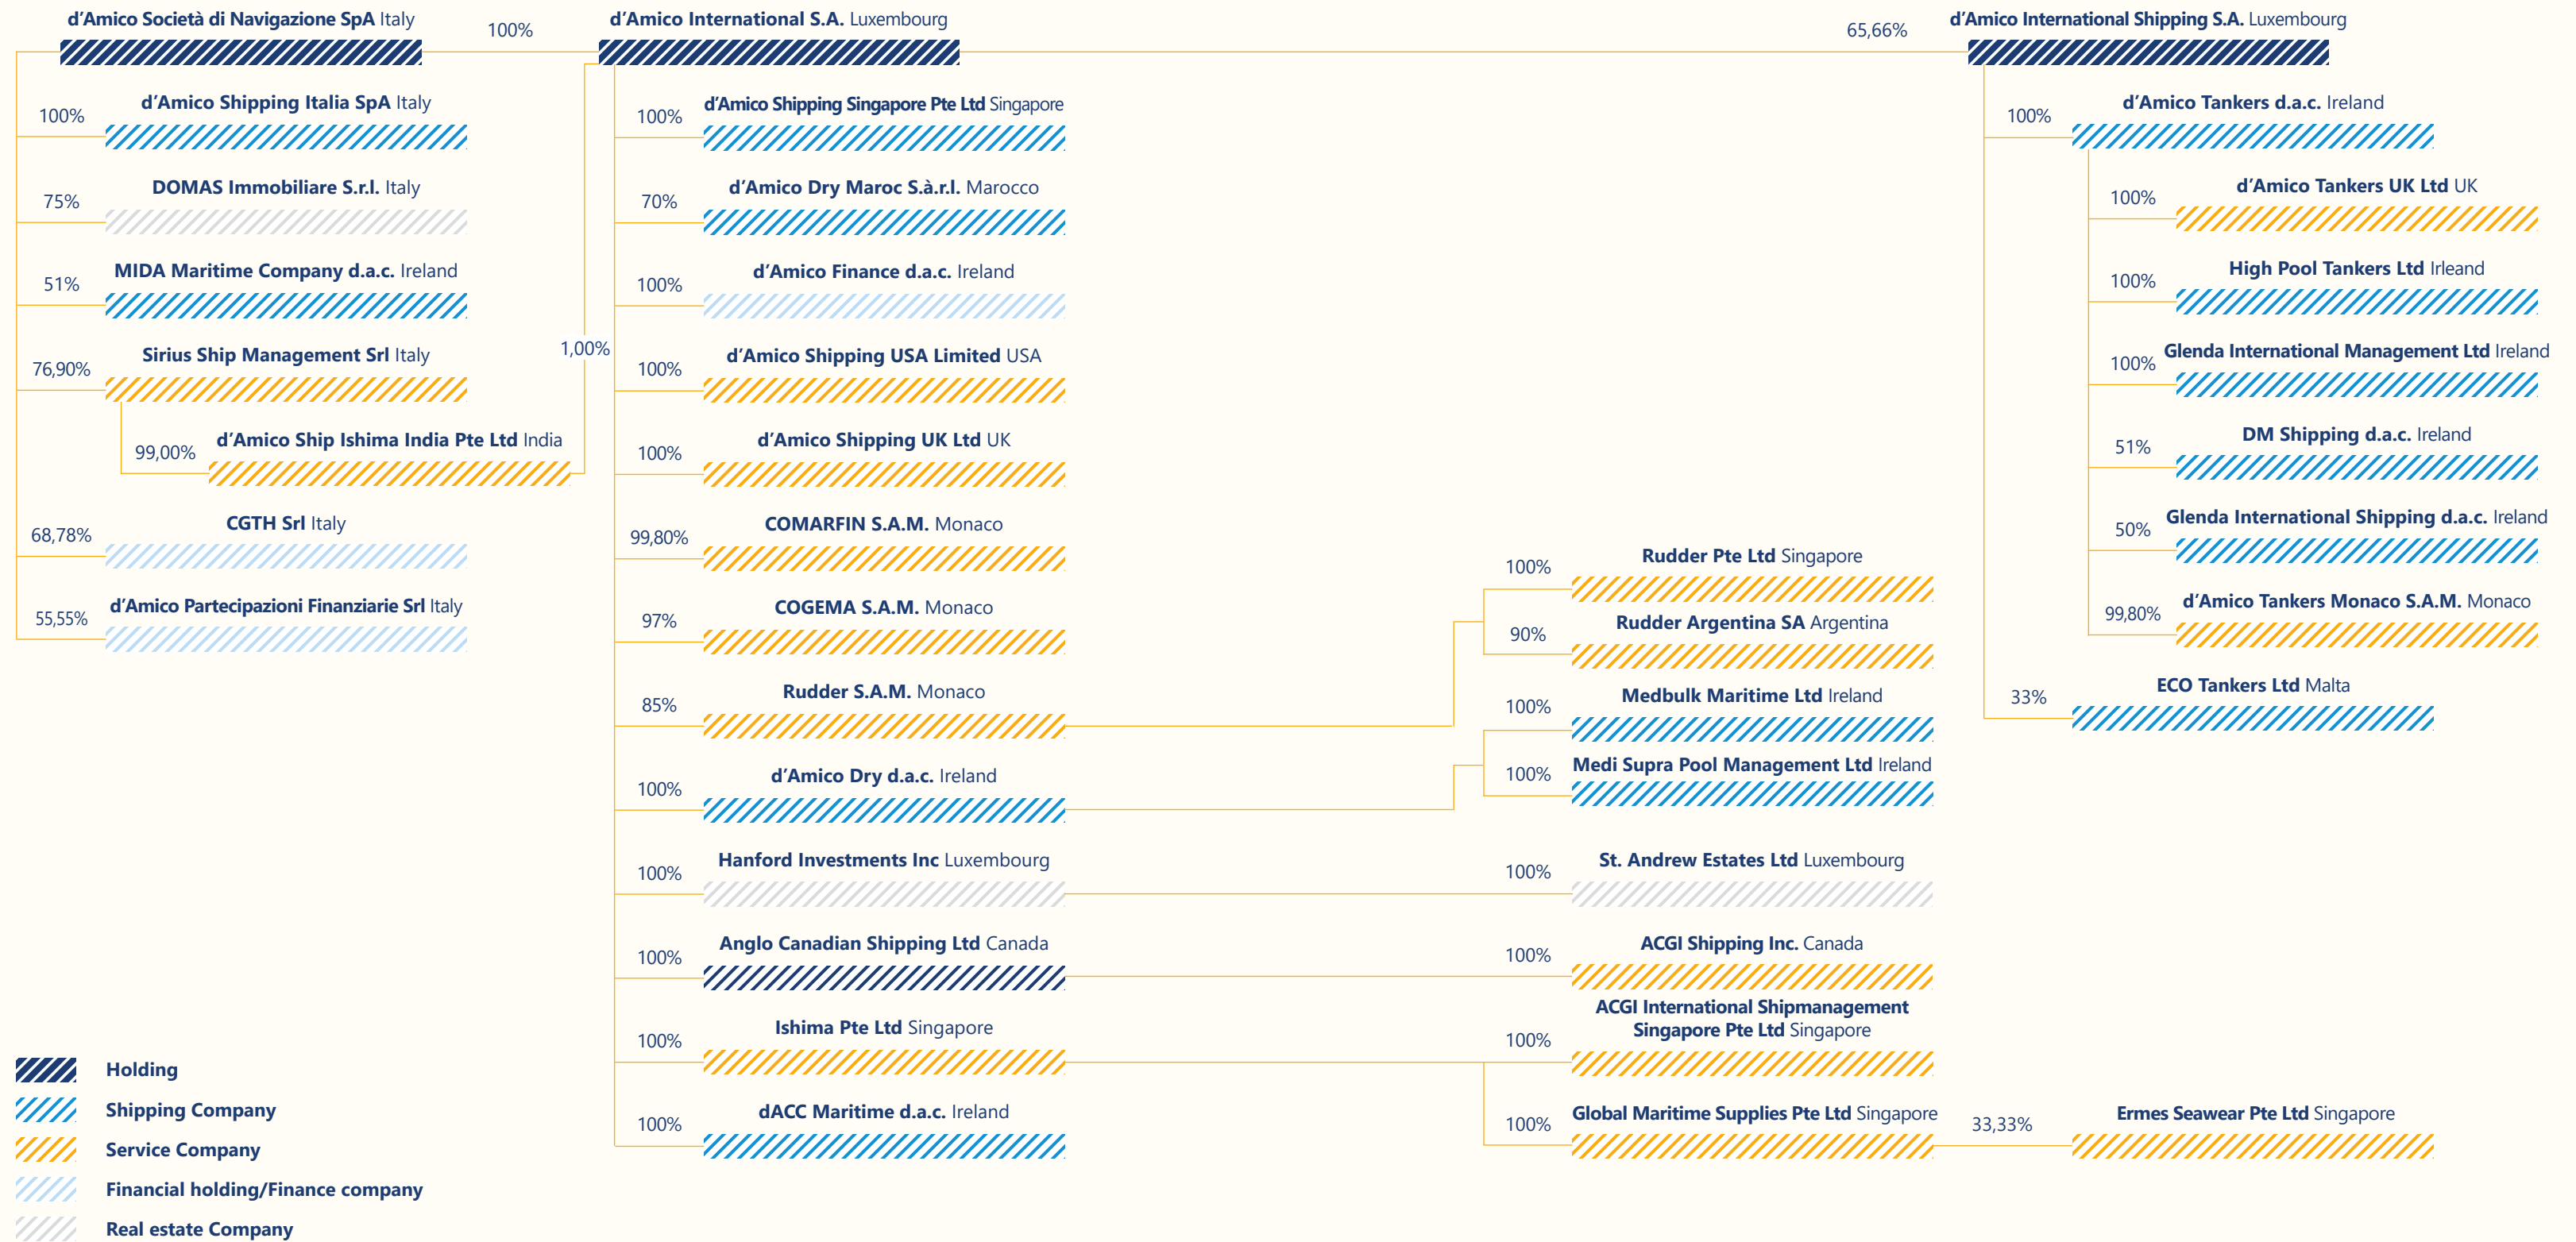 d’Amico Società di Navigazione SpA Italy
100%
d’Amico International S.A. Luxembourg
65,66%
d’Amico International Shipping S.A. Luxembourg
100%
d’Amico Shipping Italia SpA Italy
75%
DOMAS Immobiliare S.r.l. Italy
51%
MIDA Maritime Company d.a.c. Ireland
76,90%
Sirius Ship Management Srl Italy
99,00%
d’Amico Ship Ishima India Pte Ltd India
1,00%
68,78%
CGTH Srl Italy
55,55%
d’Amico Partecipazioni Finanziarie Srl Italy
100%
d’Amico Shipping Singapore Pte Ltd Singapore
70%
d’Amico Dry Maroc S.à.r.l. Marocco
100%
d’Amico Finance d.a.c. Ireland
100%
d’Amico Shipping USA Limited USA
100%
d’Amico Shipping UK Ltd UK
99,80%
COMARFIN S.A.M. Monaco
97%
COGEMA S.A.M. Monaco
85%
Rudder S.A.M. Monaco
100%
d’Amico Dry d.a.c. Ireland
100%
Hanford Investments Inc Luxembourg
100%
Anglo Canadian Shipping Ltd Canada
100%
Ishima Pte Ltd Singapore
100%
dACC Maritime d.a.c. Ireland
100%
Rudder Pte Ltd Singapore
90%
Rudder Argentina SA Argentina
100%
Medbulk Maritime Ltd Ireland
100%
Medi Supra Pool Management Ltd Ireland
100%
St. Andrew Estates Ltd Luxembourg
100%
ACGI Shipping Inc. Canada
100%
ACGI International Shipmanagement
Singapore Pte Ltd Singapore
100%
Global Maritime Supplies Pte Ltd Singapore
33,33%
Ermes Seawear Pte Ltd Singapore
100%
d’Amico Tankers d.a.c. Ireland
100%
d’Amico Tankers UK Ltd UK
100%
High Pool Tankers Ltd Irleand
100%
Glenda International Management Ltd Ireland
51%
DM Shipping d.a.c. Ireland
50%
Glenda International Shipping d.a.c. Ireland
99,80%
d’Amico Tankers Monaco S.A.M. Monaco
33%
ECO Tankers Ltd Malta
Holding
Shipping Company
Service Company
Financial holding/Finance company
Real estate Company